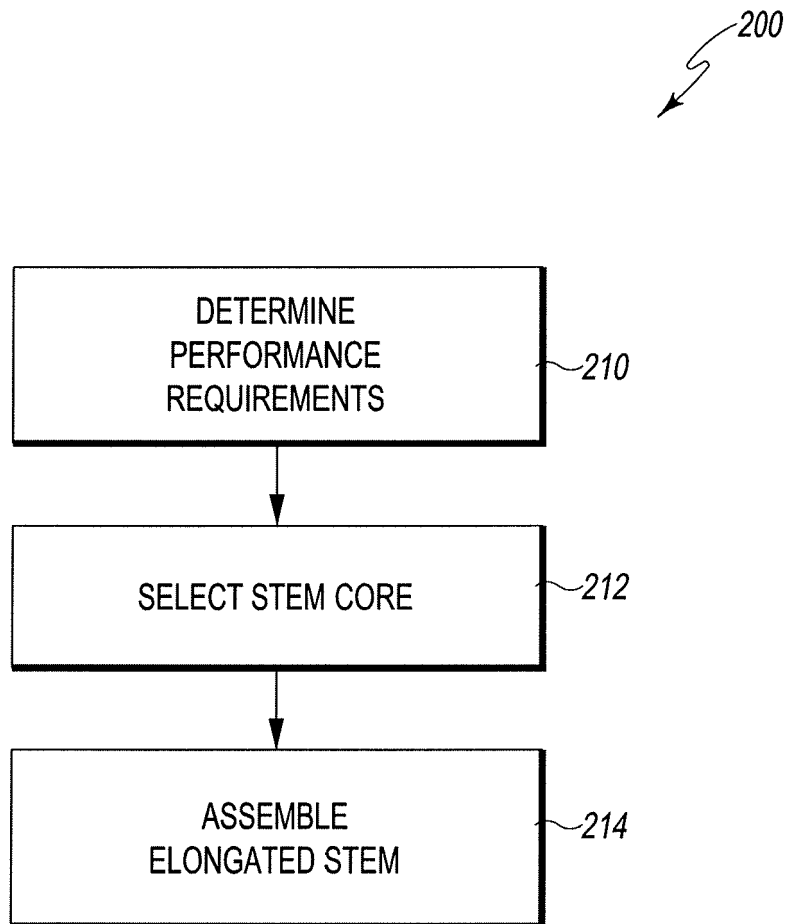 200
DETERMINE
PERFORMANCE
REQUIREMENTS
210
SELECT STEM CORE
212
ASSEMBLE
ELONGATED STEM
214